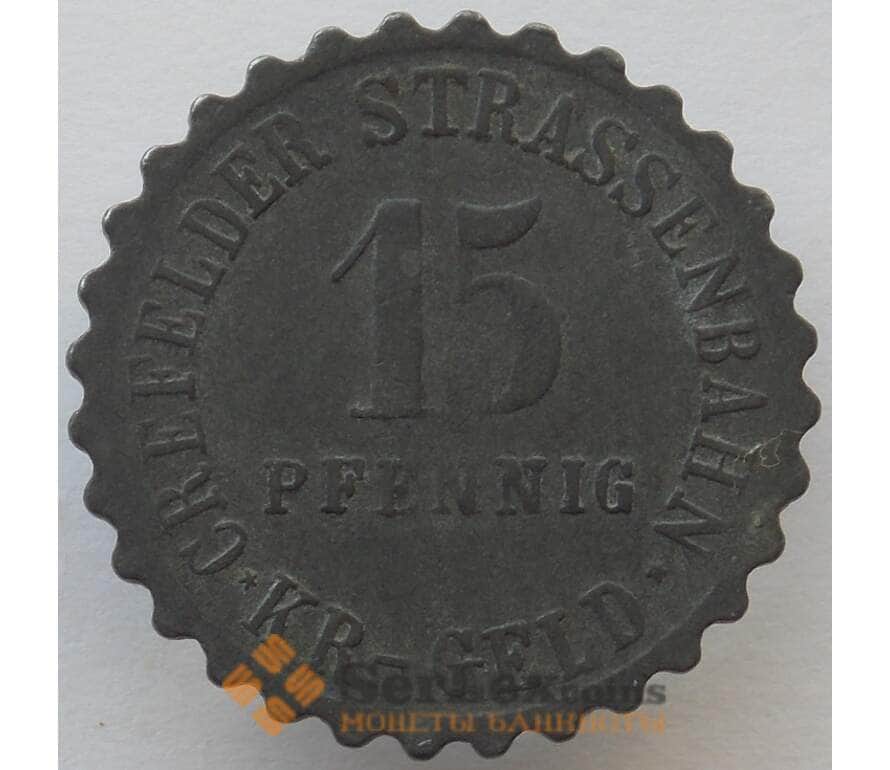 CREFELDER STRASSENBAHN
15
PFENNIG
* KR-GELD *
МОНЕТЫ БАНКНОТЫ